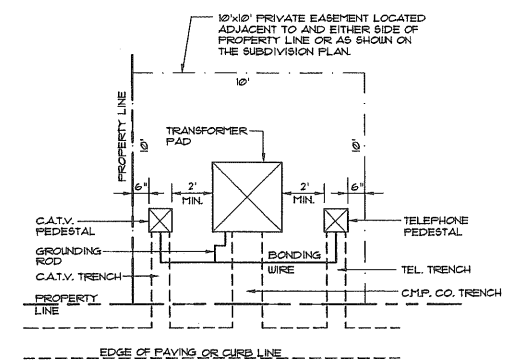 10'x10' PRIVATE EASEMENT LOCATED
ADJACENT TO AND EITHER SIDE OF
PROPERTY LINE OR AS SHOWN ON
THE SUBDIVISION PLAN.
10'
PROPERTY LINE
10'
10'
TRANSFORMER
PAD
6"
2'
MIN.
2'
MIN.
6"
C.A.T.V.
PEDESTAL
TELEPHONE
PEDESTAL
GROUNDING
ROD
BONDING
WIRE
C.A.T.V. TRENCH
TEL. TRENCH
PROPERTY
LINE
C.M.P. CO. TRENCH
EDGE OF PAVING OR CURB LINE